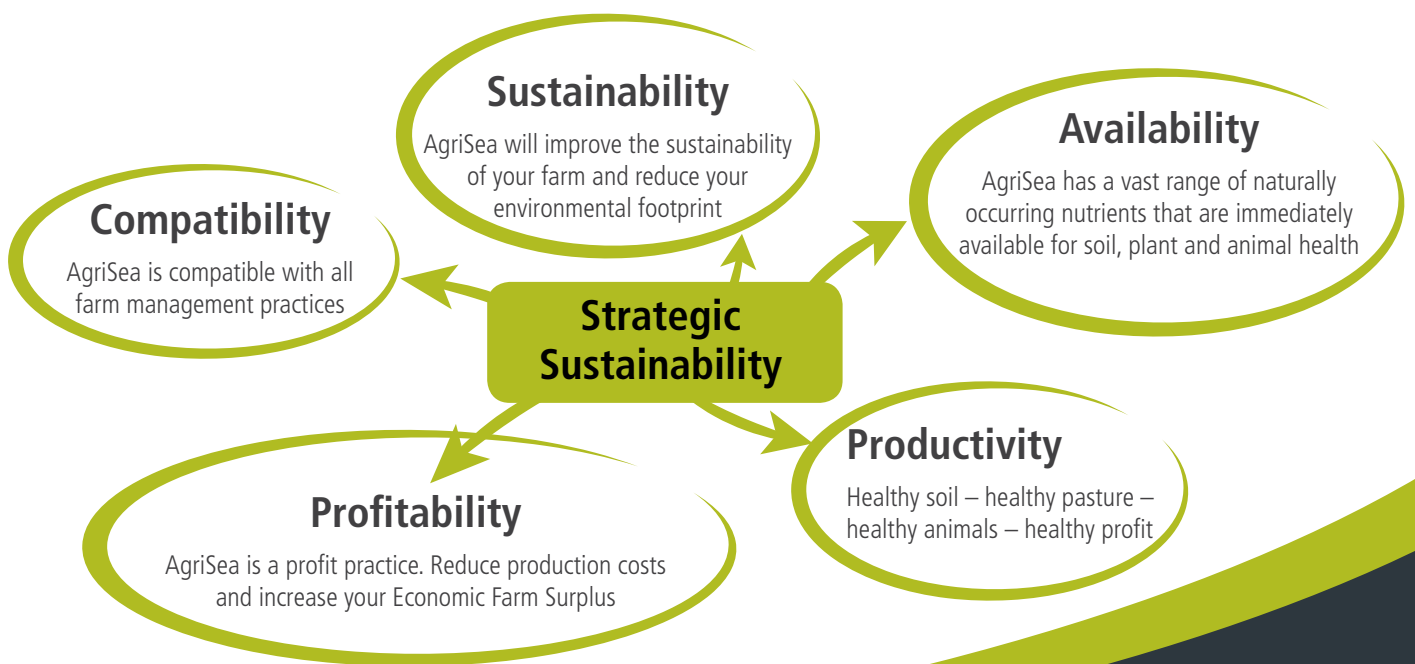 Sustainability
AgriSea will improve the sustainability
of your farm and reduce your
environmental footprint
Availability
AgriSea has a vast range of naturally
occurring nutrients that are immediately
available for soil, plant and animal health
Compatibility
AgriSea is compatible with all
farm management practices
Strategic
Sustainability
Productivity
Healthy soil – healthy pasture –
healthy animals – healthy profit
Profitability
AgriSea is a profit practice. Reduce production costs
and increase your Economic Farm Surplus